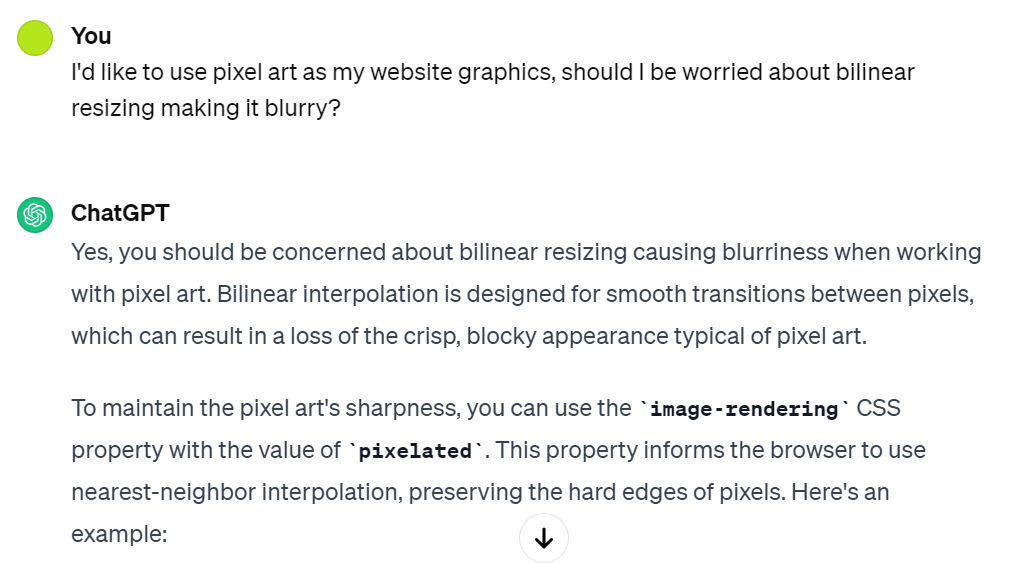 You
I'd like to use pixel art as my website graphics, should I be worried about bilinear
resizing making it blurry?
ChatGPT
Yes, you should be concerned about bilinear resizing causing blurriness when working
with pixel art. Bilinear interpolation is designed for smooth transitions between pixels,
which can result in a loss of the crisp, blocky appearance typical of pixel art.
To maintain the pixel art's sharpness, you can use the `image-rendering` CSS
property with the value of `pixelated`. This property informs the browser to use
nearest-neighbor interpolation, preserving the hard edges of pixels. Here's an
example: